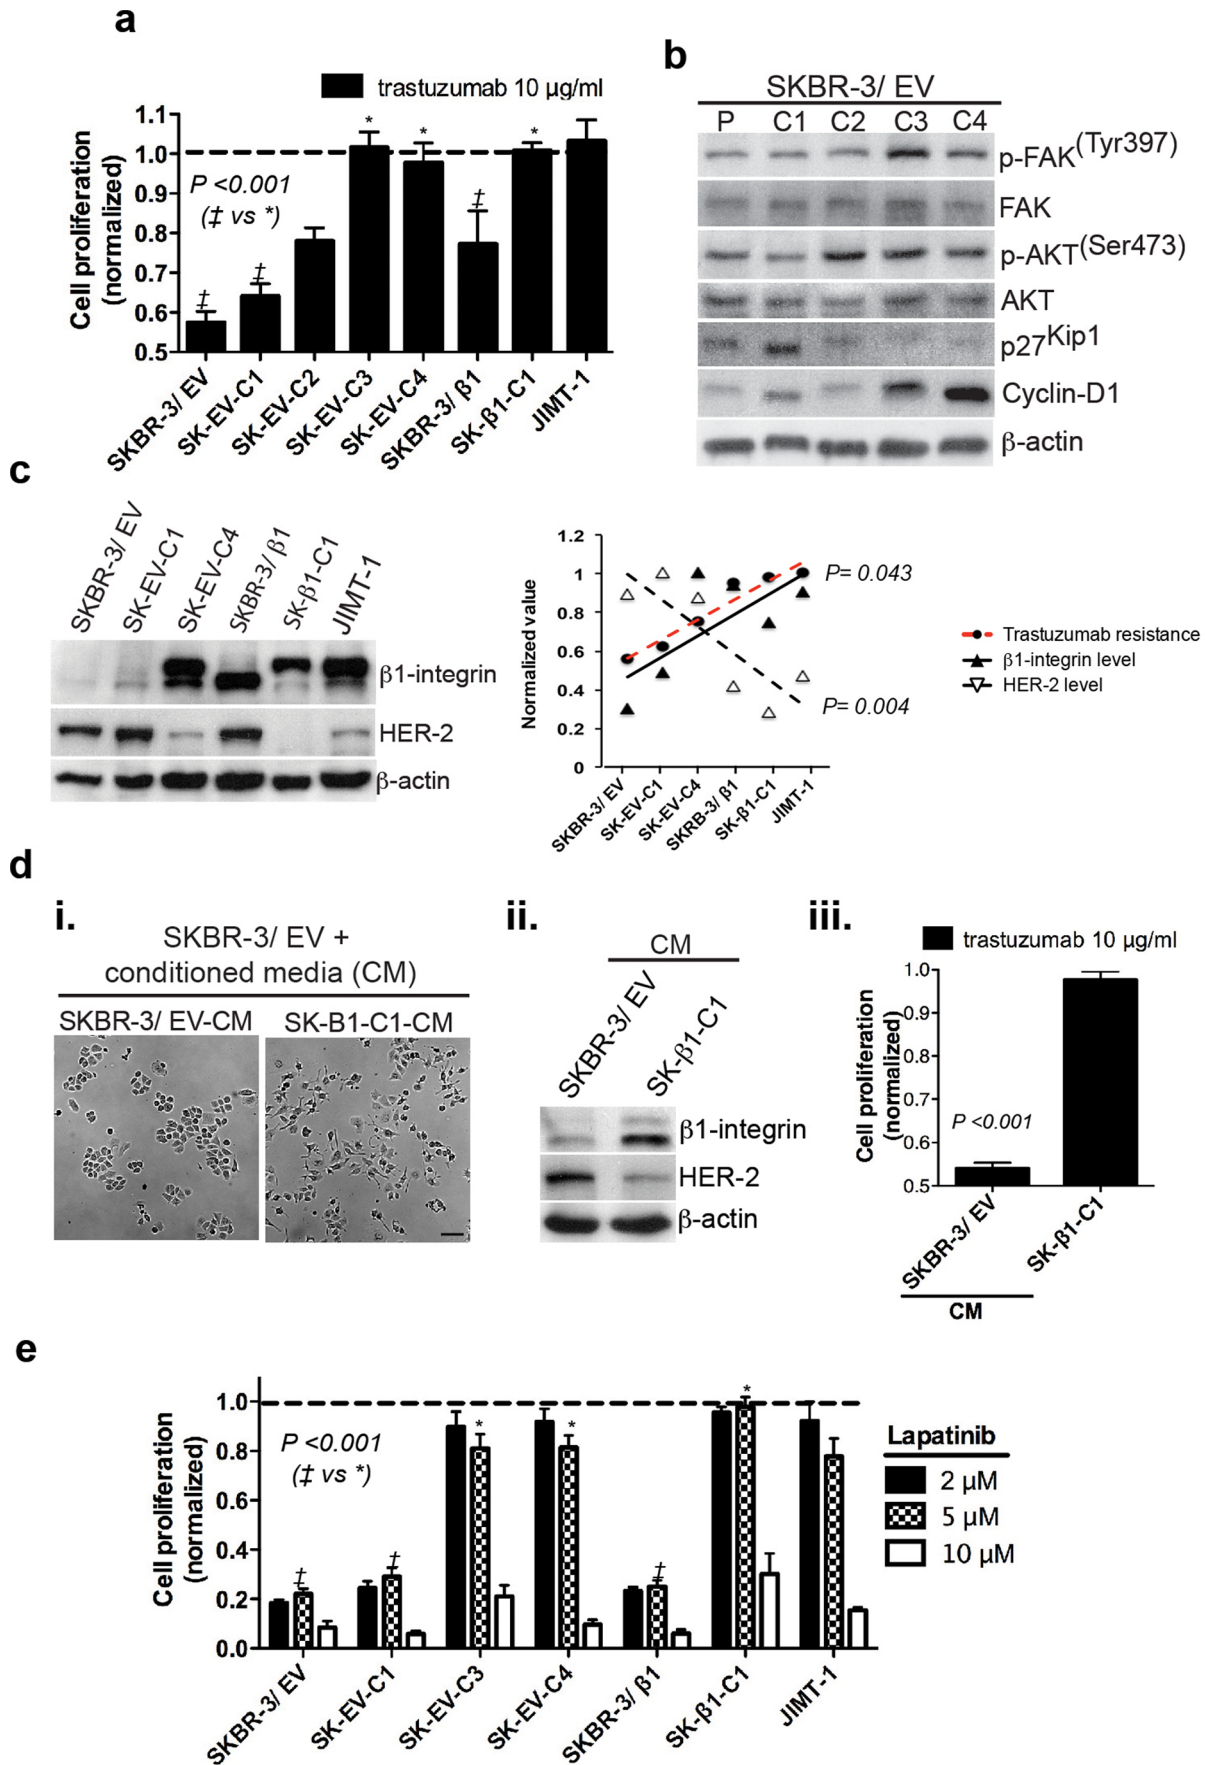 a
trastuzumab 10 µg/ml
Cell proliferation
(normalized)
1.1
1.0
0.9
0.8
0.7
0.6
0.5
P <0.001
(‡ vs *)
‡
‡
*
*
‡
*
SKBR-3/ EV
SK-EV-C1
SK-EV-C2
SK-EV-C3
SK-EV-C4
SKBR-3/ β1
SK-β1-C1
JIMT-1
b
SKBR-3/ EV
P C1 C2 C3 C4
p-FAK(Tyr397)
FAK
p-AKT(Ser473)
AKT
p27Kip1
Cyclin-D1
β-actin
c
SKBR-3/ EV
SK-EV-C1
SK-EV-C4
SKBR-3/ β1
SK-β1-C1
JIMT-1
β1-integrin
HER-2
β-actin
Normalized value
1.2
1
0.8
0.6
0.4
0.2
0
P= 0.043
P= 0.004
SKBR-3/ EV
SK-EV-C1
SK-EV-C4
SKRB-3/ β1
SK-β1-C1
JIMT-1
Trastuzumab resistance
β1-integrin level
HER-2 level
d
i.
SKBR-3/ EV +
conditioned media (CM)
SKBR-3/ EV-CM
SK-B1-C1-CM
ii.
CM
SKBR-3/ EV
SK-β1-C1
β1-integrin
HER-2
β-actin
iii.
trastuzumab 10 µg/ml
Cell proliferation
(normalized)
1.0
0.9
0.8
0.7
0.6
0.5
P <0.001
SKBR-3/ EV
SK-β1-C1
CM
e
Cell proliferation
(normalized)
1.0
0.8
0.6
0.4
0.2
0.0
P <0.001
(‡ vs *)
‡
‡
*
*
‡
*
SKBR-3/ EV
SK-EV-C1
SK-EV-C3
SK-EV-C4
SKBR-3/ β1
SK-β1-C1
JIMT-1
Lapatinib
2 µM
5 µM
10 µM